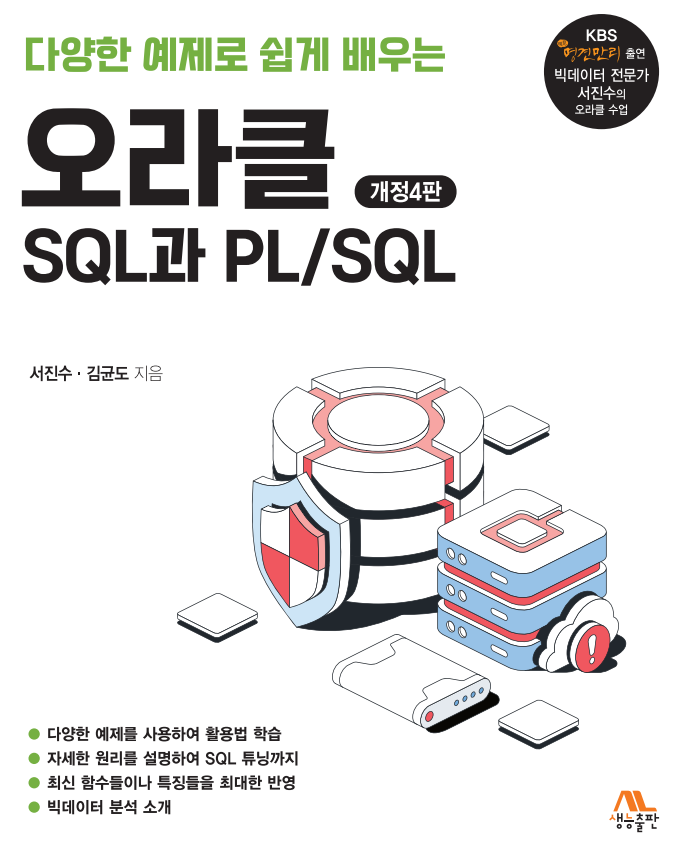 다양한 예제로 쉽게 배우는
KBS
명견만리 출연
빅데이터 전문가
서진수의
오라클 수업
오라클
개정4판
SQL과 PL/SQL
서진수 · 김균도 지음
● 다양한 예제를 사용하여 활용법 학습
● 자세한 원리를 설명하여 SQL 튜닝까지
● 최신 함수들이나 특징들을 최대한 반영
● 빅데이터 분석 소개
생능출판